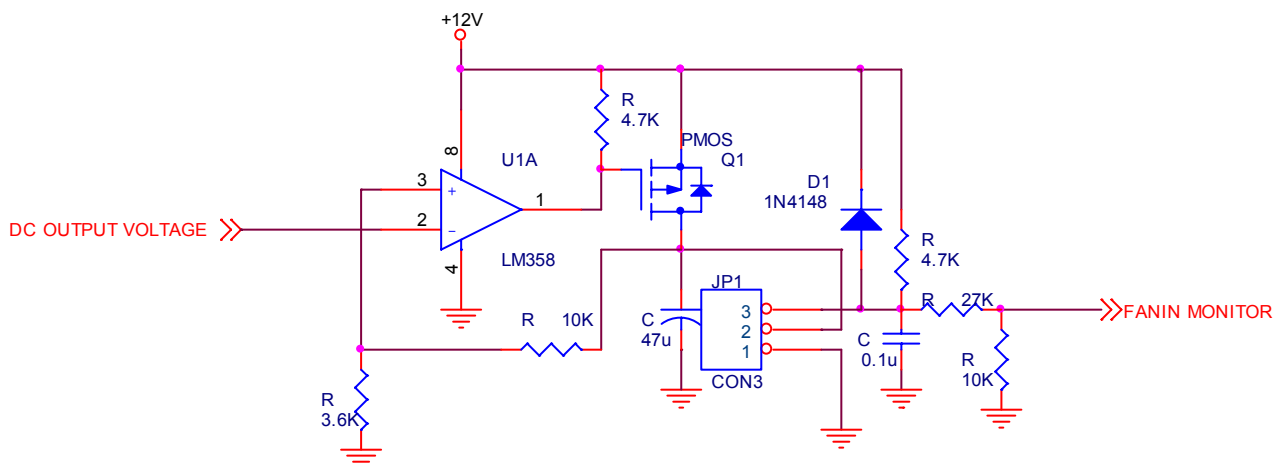 +12V
R
4.7K
PMOS
Q1
8
U1A
3
+
1
2
−
DC OUTPUT VOLTAGE
4
LM358
D1
1N4148
R
4.7K
JP1
R 10K
C
47u
3
2
1
CON3
R 27K
FANIN MONITOR
C
0.1u
R
10K
R
3.6K